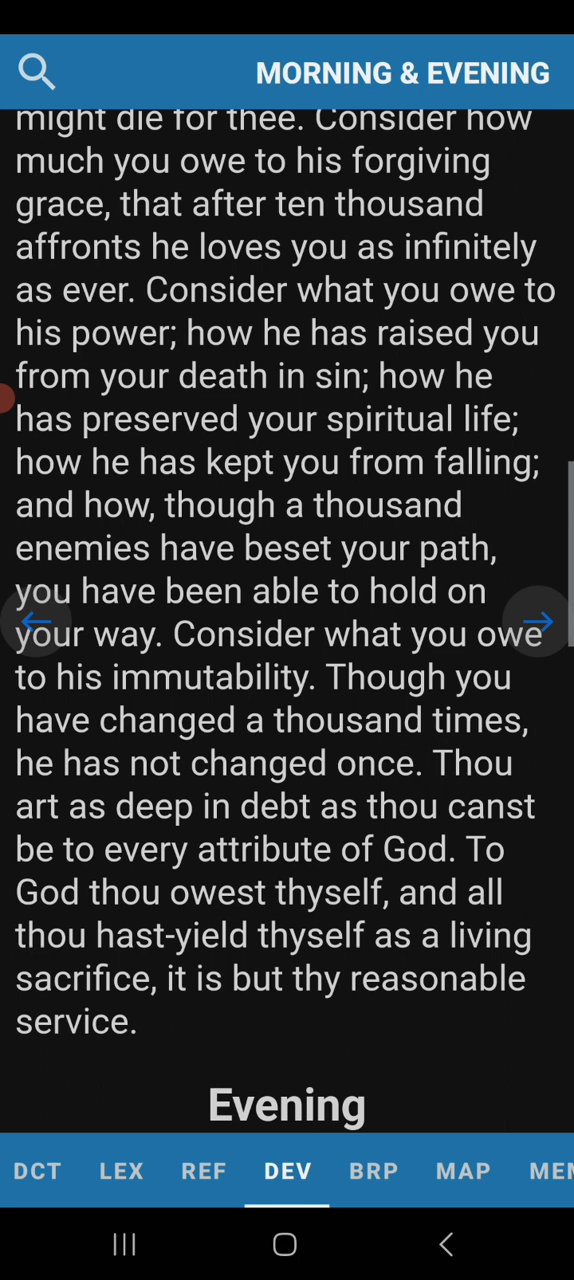 MORNING & EVENING
might die for thee. Consider how
much you owe to his forgiving
grace, that after ten thousand
affronts he loves you as infinitely
as ever. Consider what you owe to
his power; how he has raised you
from your death in sin; how he
has preserved your spiritual life;
how he has kept you from falling;
and how, though a thousand
enemies have beset your path,
you have been able to hold on
your way. Consider what you owe
to his immutability. Though you
have changed a thousand times,
he has not changed once. Thou
art as deep in debt as thou canst
be to every attribute of God. To
God thou owest thyself, and all
thou hast-yield thyself as a living
sacrifice, it is but thy reasonable
service.
Evening
DCT LEX REF DEV BRP MAP MEM